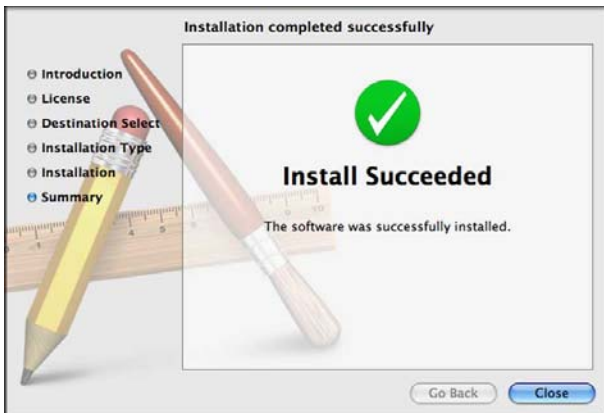 Installation completed successfully
Introduction
License
Destination Select
Installation Type
Installation
Summary
Install Succeeded
The software was successfully installed.
Go Back
Close